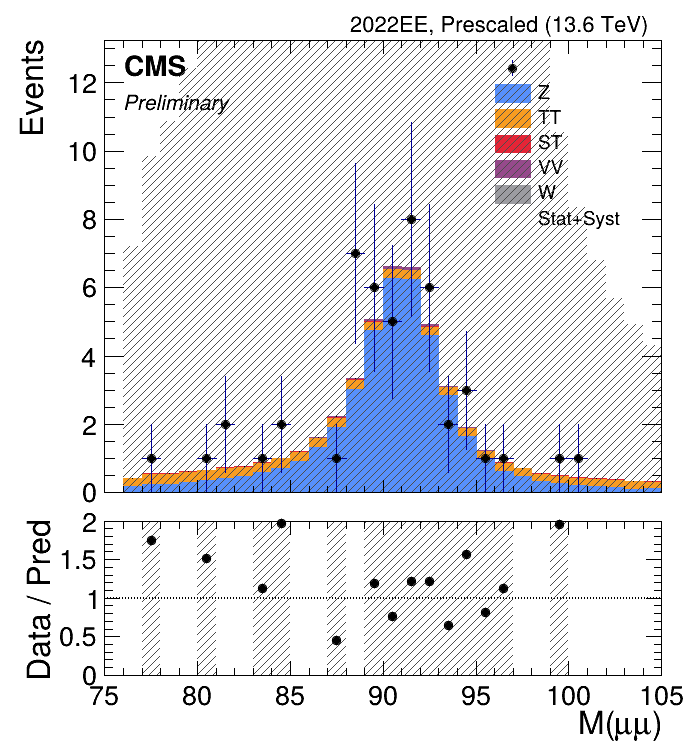 2022EE, Prescaled (13.6 TeV)
CMS
Preliminary
Events
12
10
8
6
4
2
0
Z
TT
ST
VV
W
Stat+Syst
Data / Pred
2
1.5
1
0.5
0
75 80 85 90 95 100 105
M(μμ)